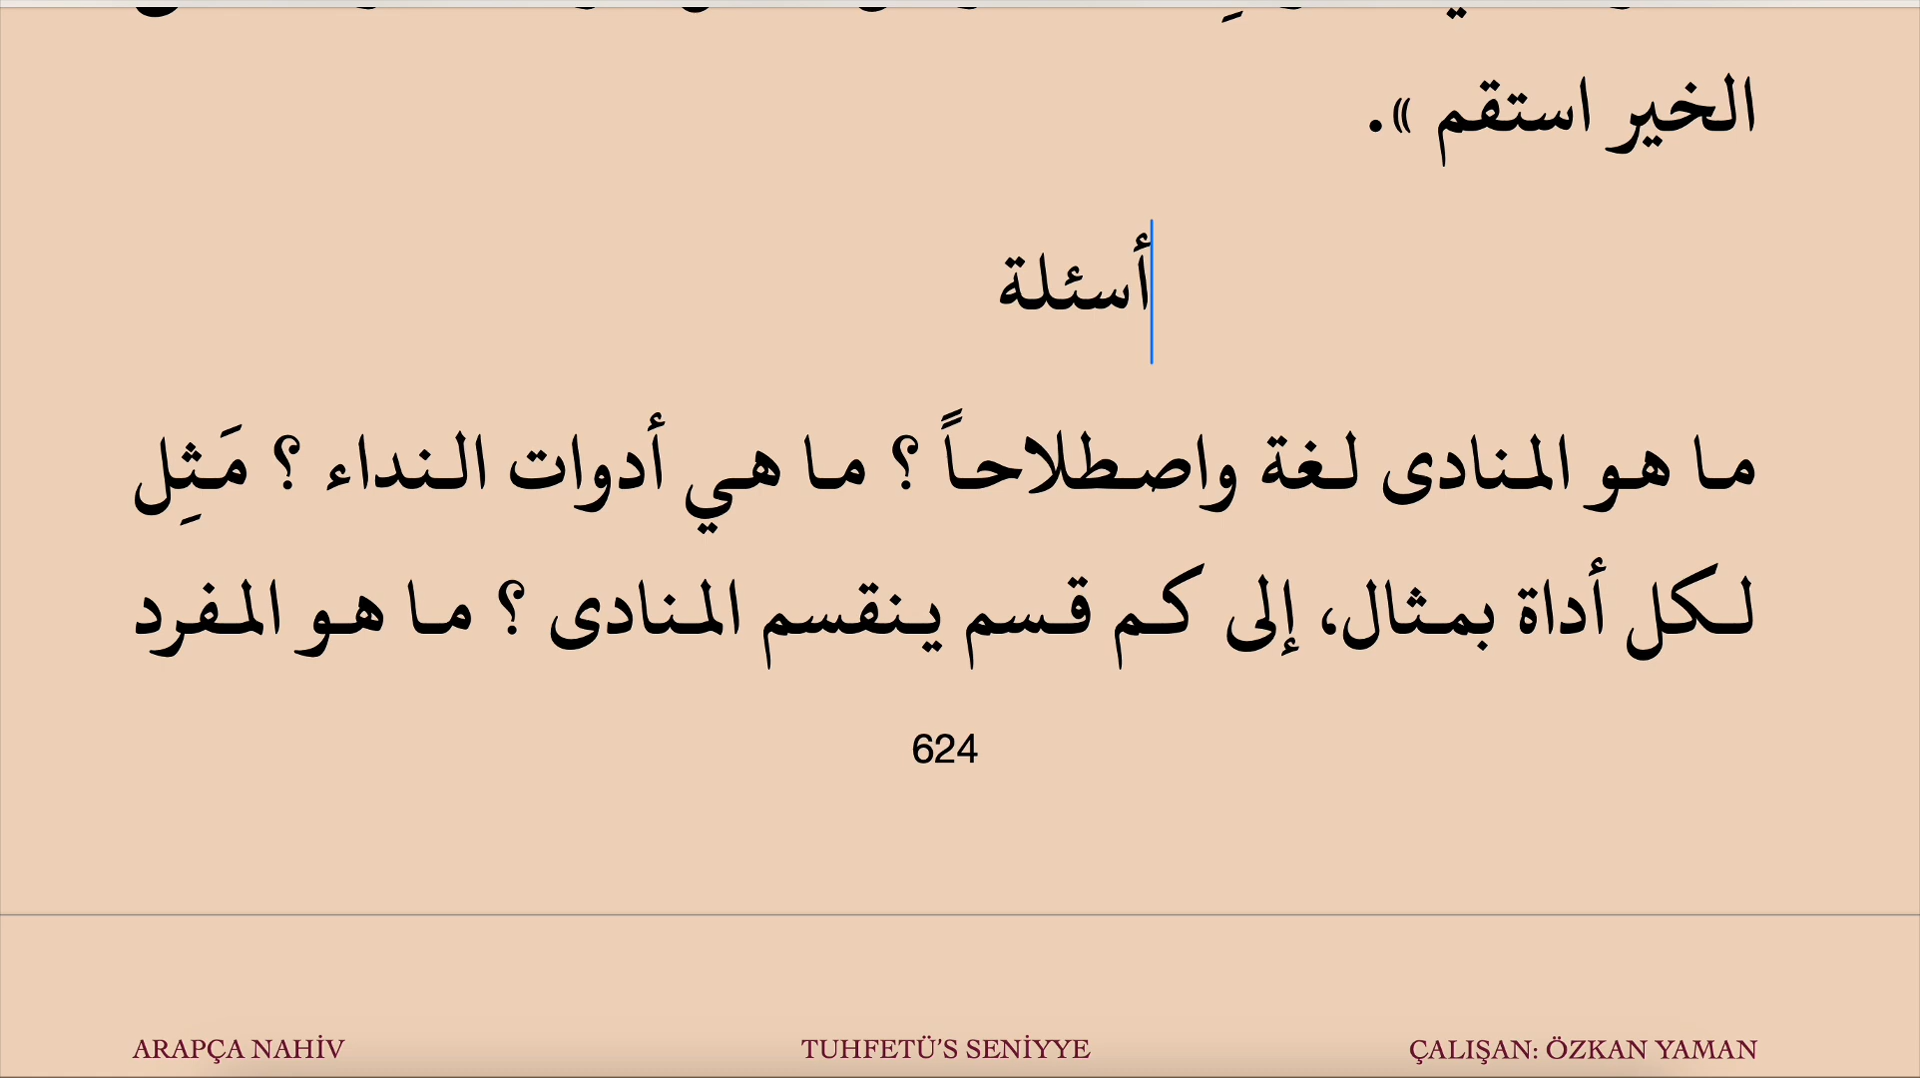 الخير استقم ».
أسئلة
ما هو المنادى لغة واصطلاحاً ؟ ما هي أدوات النداء ؟ مَثِل
لكل أداة بمثال، إلى كم قسم ينقسم المنادى ؟ ما هو المفرد
624
ARAPÇA NAHİV TUHFETÜ’S SENİYYE ÇALIŞAN: ÖZKAN YAMAN